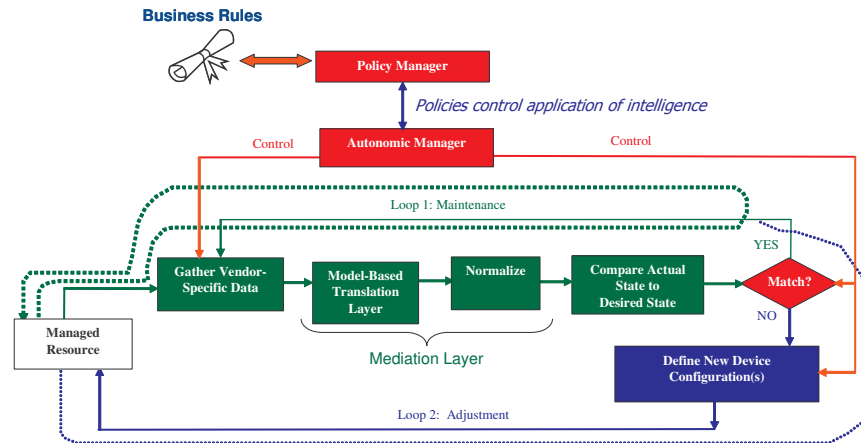 Business Rules
Policy Manager
Policies control application of intelligence
Control
Autonomic Manager
Control
Loop 1: Maintenance
YES
Gather Vendor-
Specific Data
Model-Based
Translation
Layer
Normalize
Compare Actual
State to
Desired State
Match?
NO
Managed
Resource
Mediation Layer
Define New Device
Configuration(s)
Loop 2: Adjustment